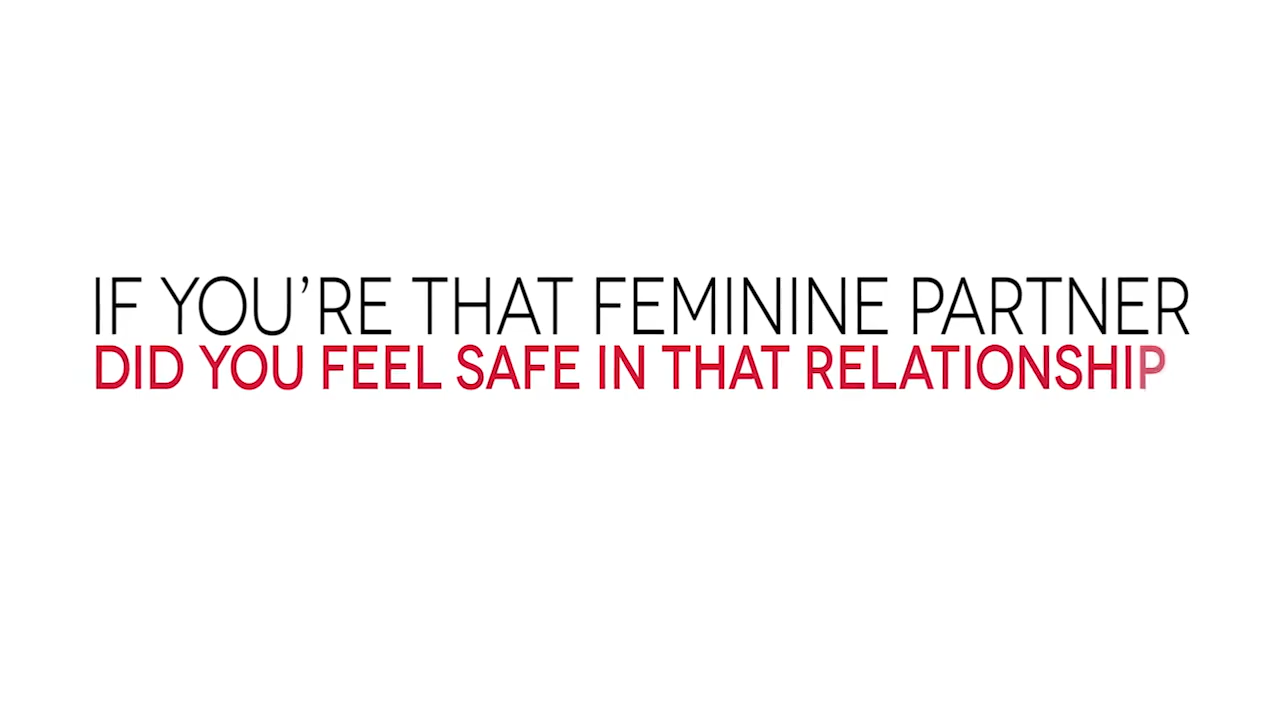 IF YOU’RE THAT FEMININE PARTNER
DID YOU FEEL SAFE IN THAT RELATIONSHIP